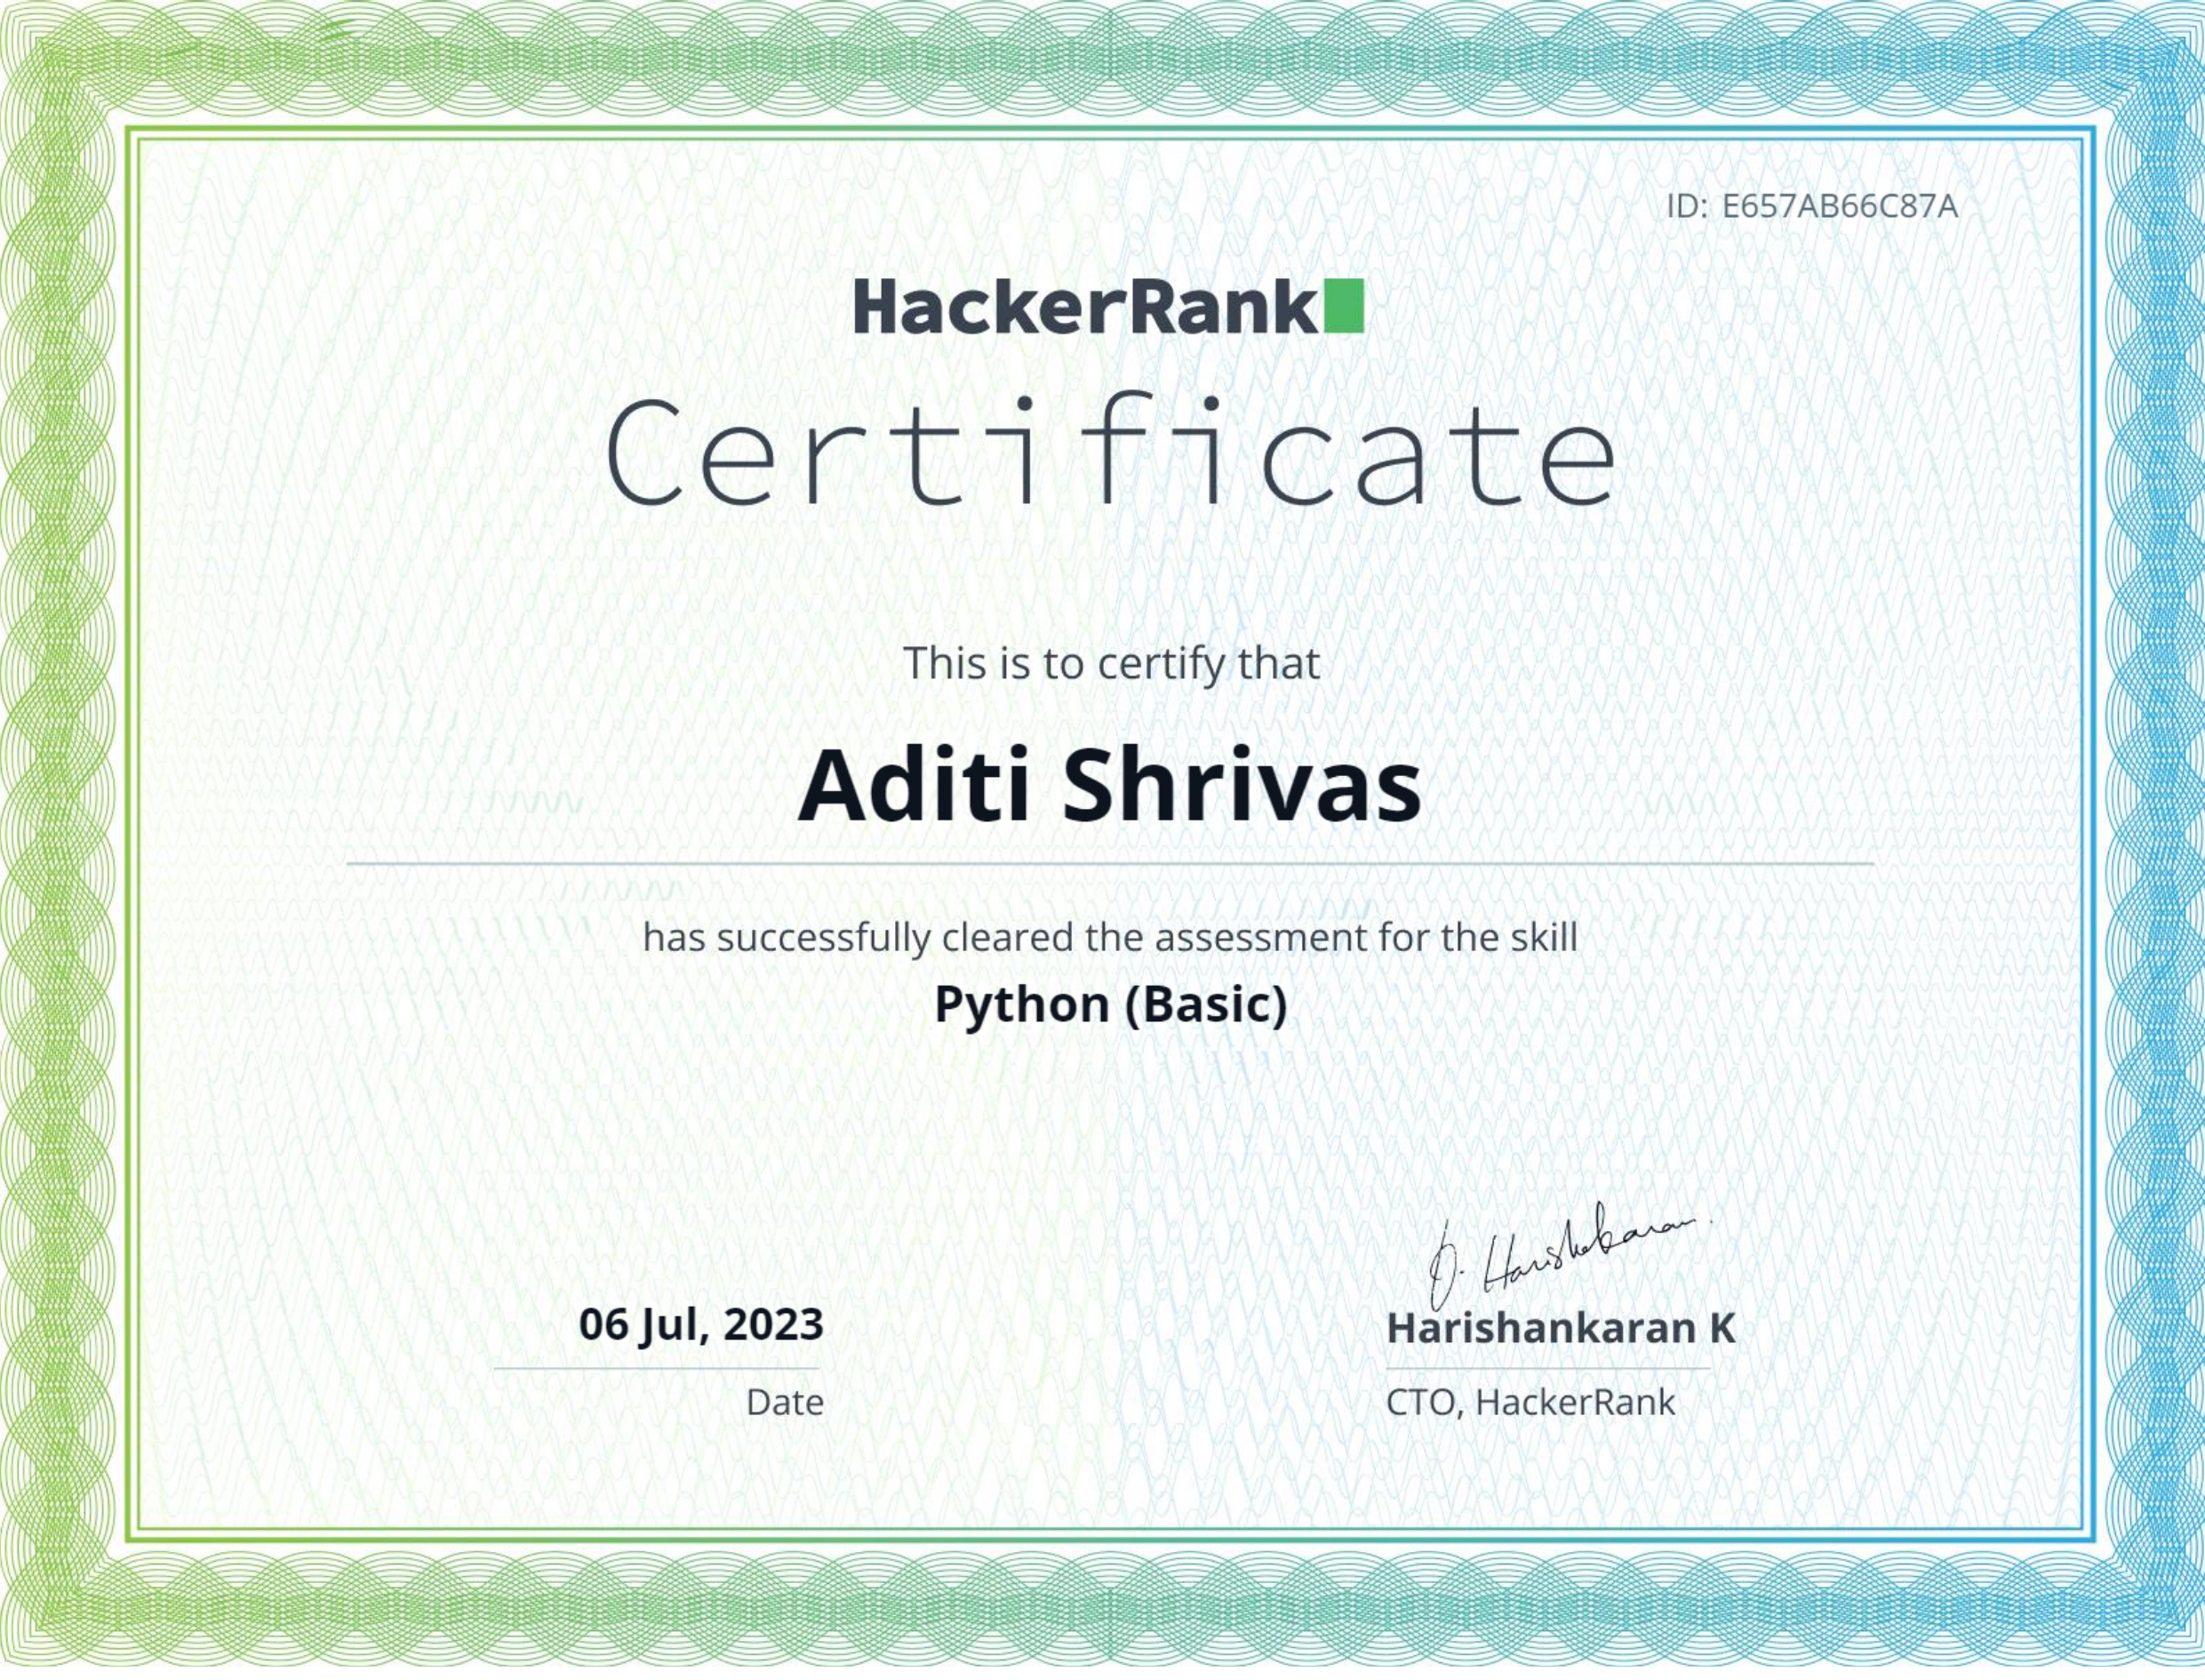 ID: E657AB66C87A
HackerRank
Certificate
This is to certify that
Aditi Shrivas
has successfully cleared the assessment for the skill
Python (Basic)
06 Jul, 2023
Date
Harishankaran K
CTO, HackerRank